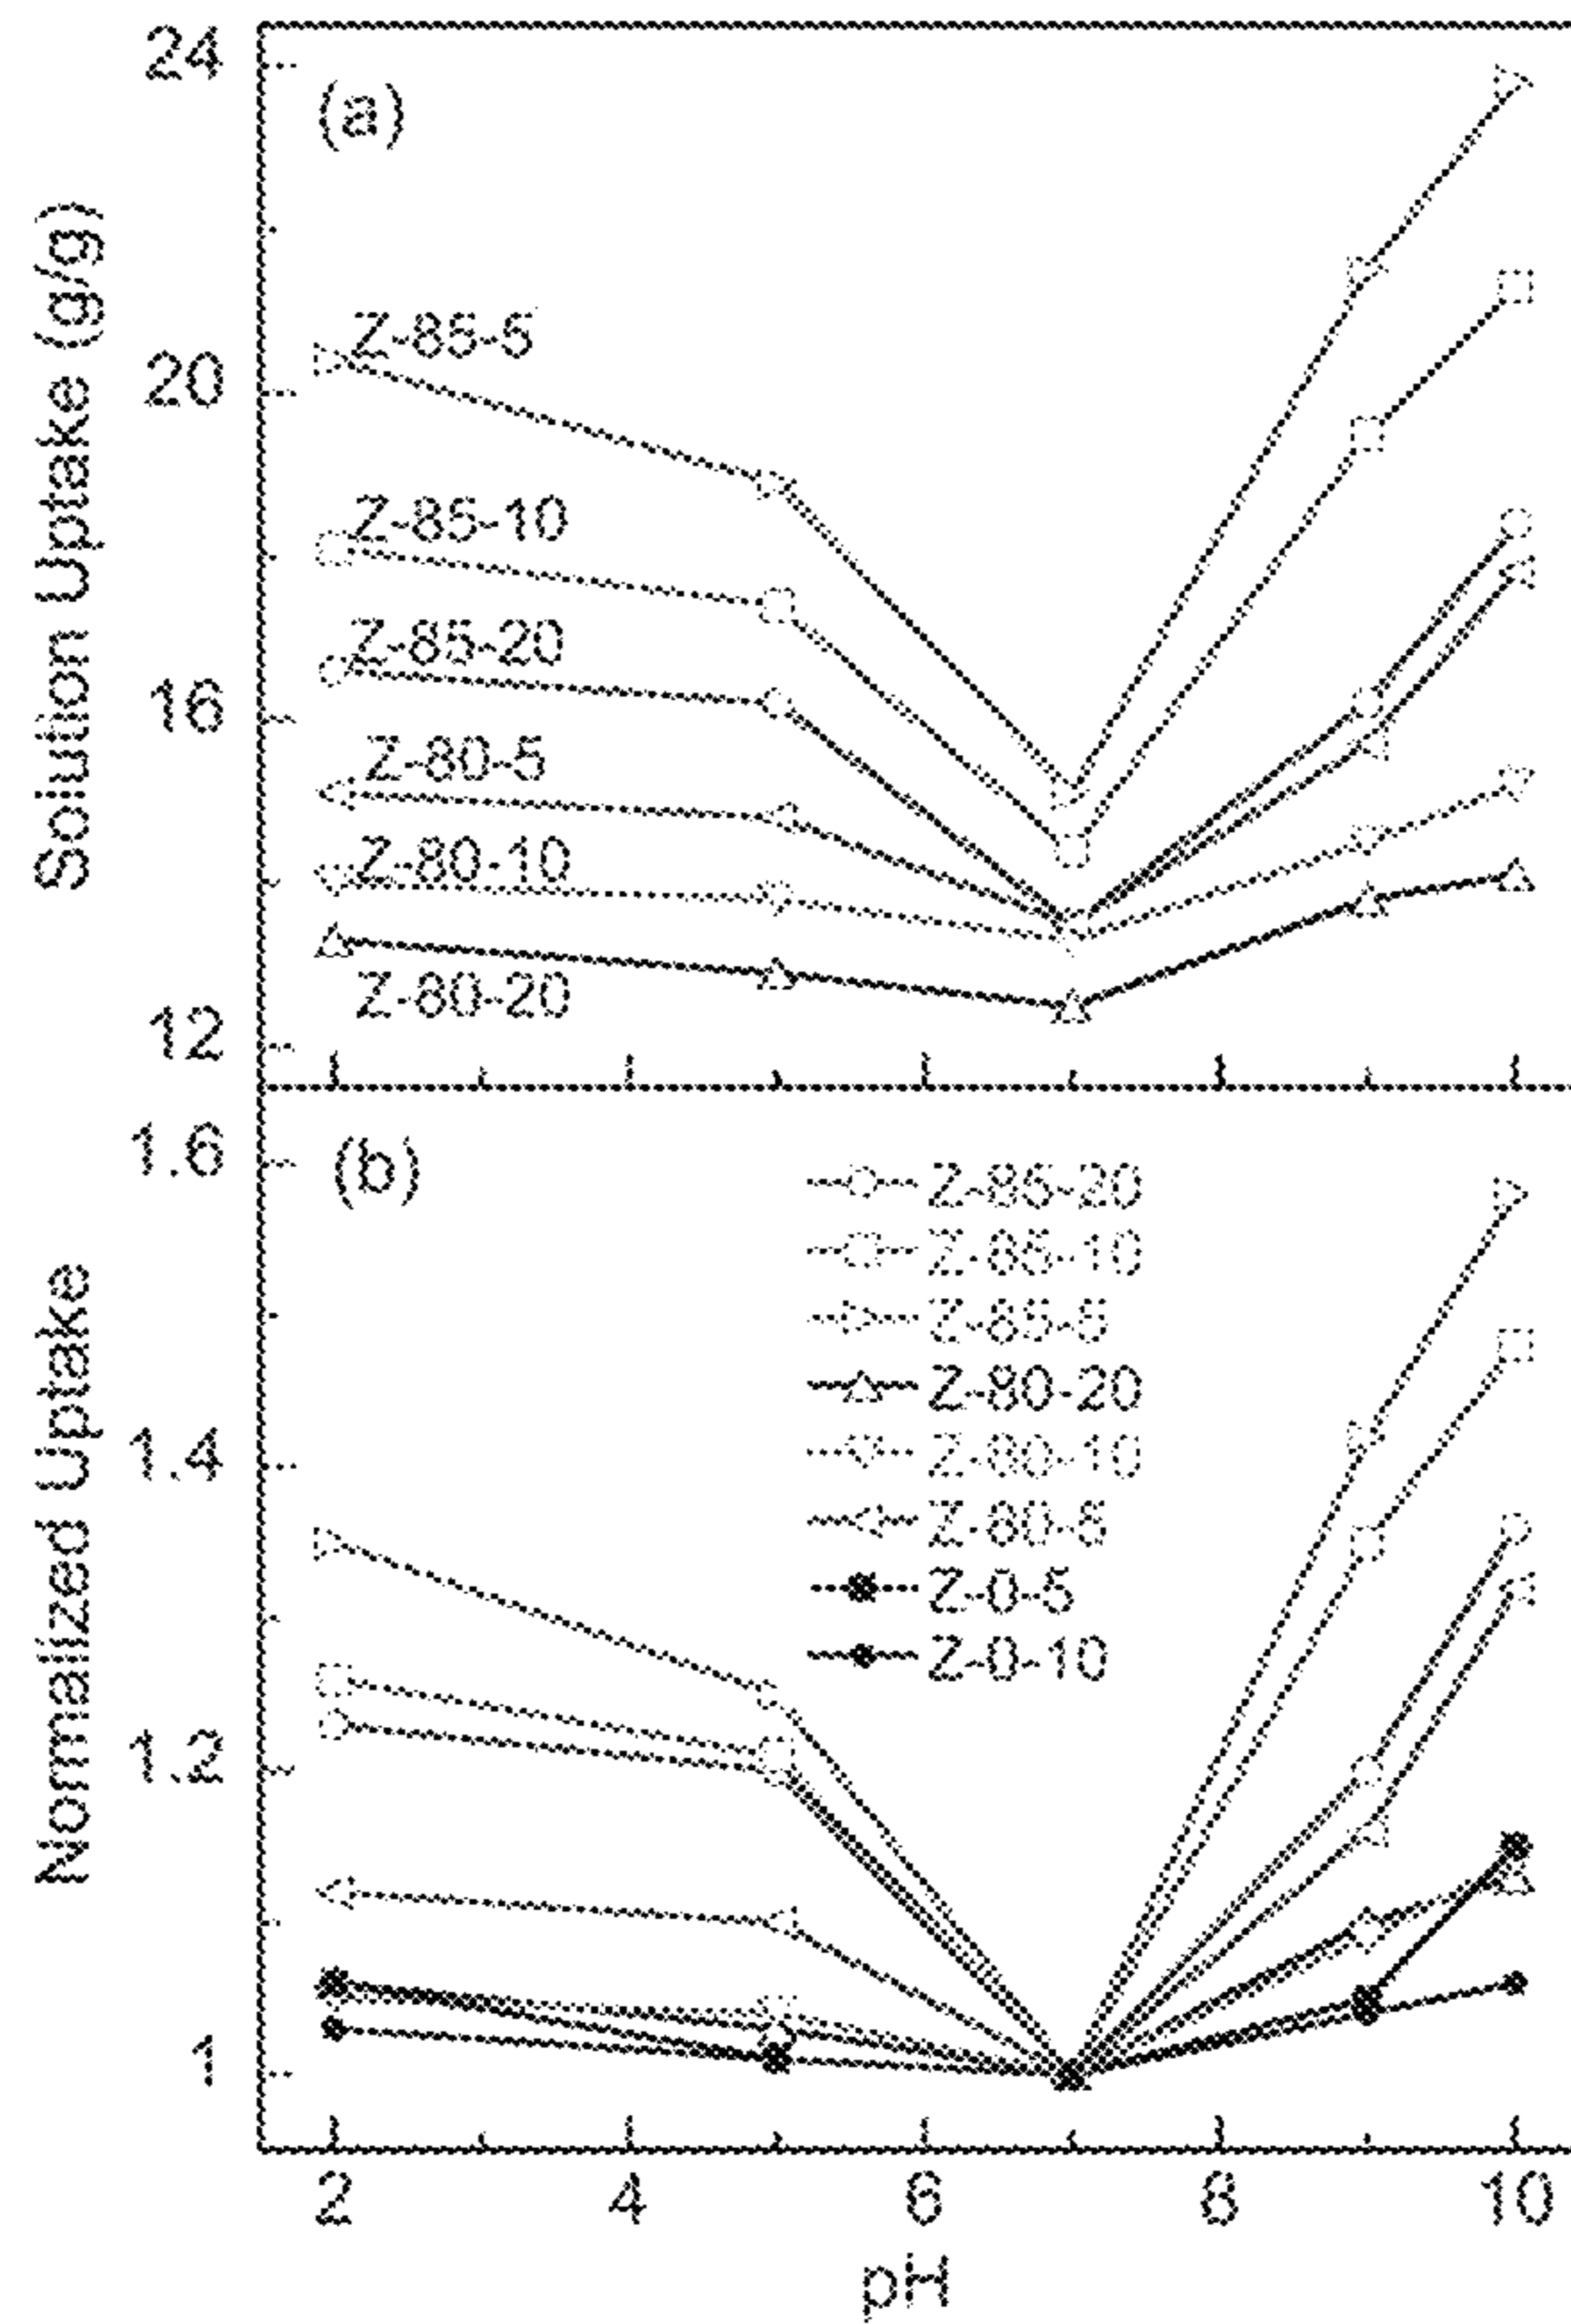 (a)
Solution Uptake (g/g)
24
20
16
12
Z-85-5
Z-85-10
Z-85-20
Z-80-5
Z-80-10
Z-80-20
(b)
Normalized Uptake
1.6
1.4
1.2
1
Z-85-20
Z-85-10
Z-85-5
Z-80-20
Z-80-10
Z-80-5
Z-0-5
Z-0-10
2 4 6 8 10
pH